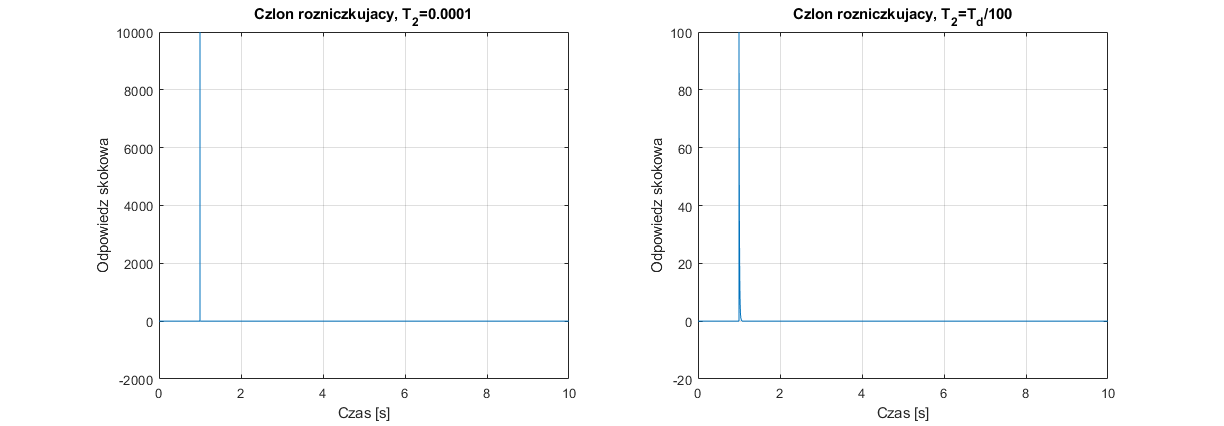 Czlon rozniczkujacy, T2=0.0001
10000
8000
6000
4000
2000
0
-2000
Odpowiedz skokowa
0 2 4 6 8 10
Czas [s]
Czlon rozniczkujacy, T2=Td/100
100
80
60
40
20
0
-20
Odpowiedz skokowa
0 2 4 6 8 10
Czas [s]